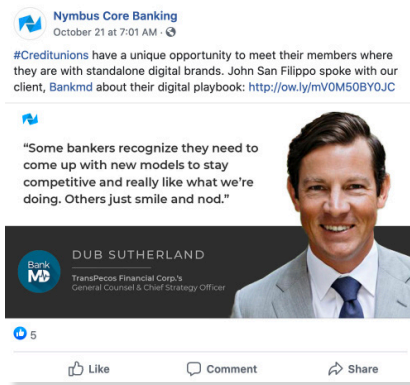 Nymbus Core Banking
October 21 at 7:01 AM ·
#Creditunions have a unique opportunity to meet their members where
they are with standalone digital brands. John San Filippo spoke with our
client, Bankmd about their digital playbook: http://ow.ly/mV0M50BY0JC
“Some bankers recognize they need to
come up with new models to stay
competitive and really like what we’re
doing. Others just smile and nod.”
Bank
MD
DUB SUTHERLAND
TransPecos Financial Corp.’s
General Counsel & Chief Strategy Officer
5
Like
Comment
Share